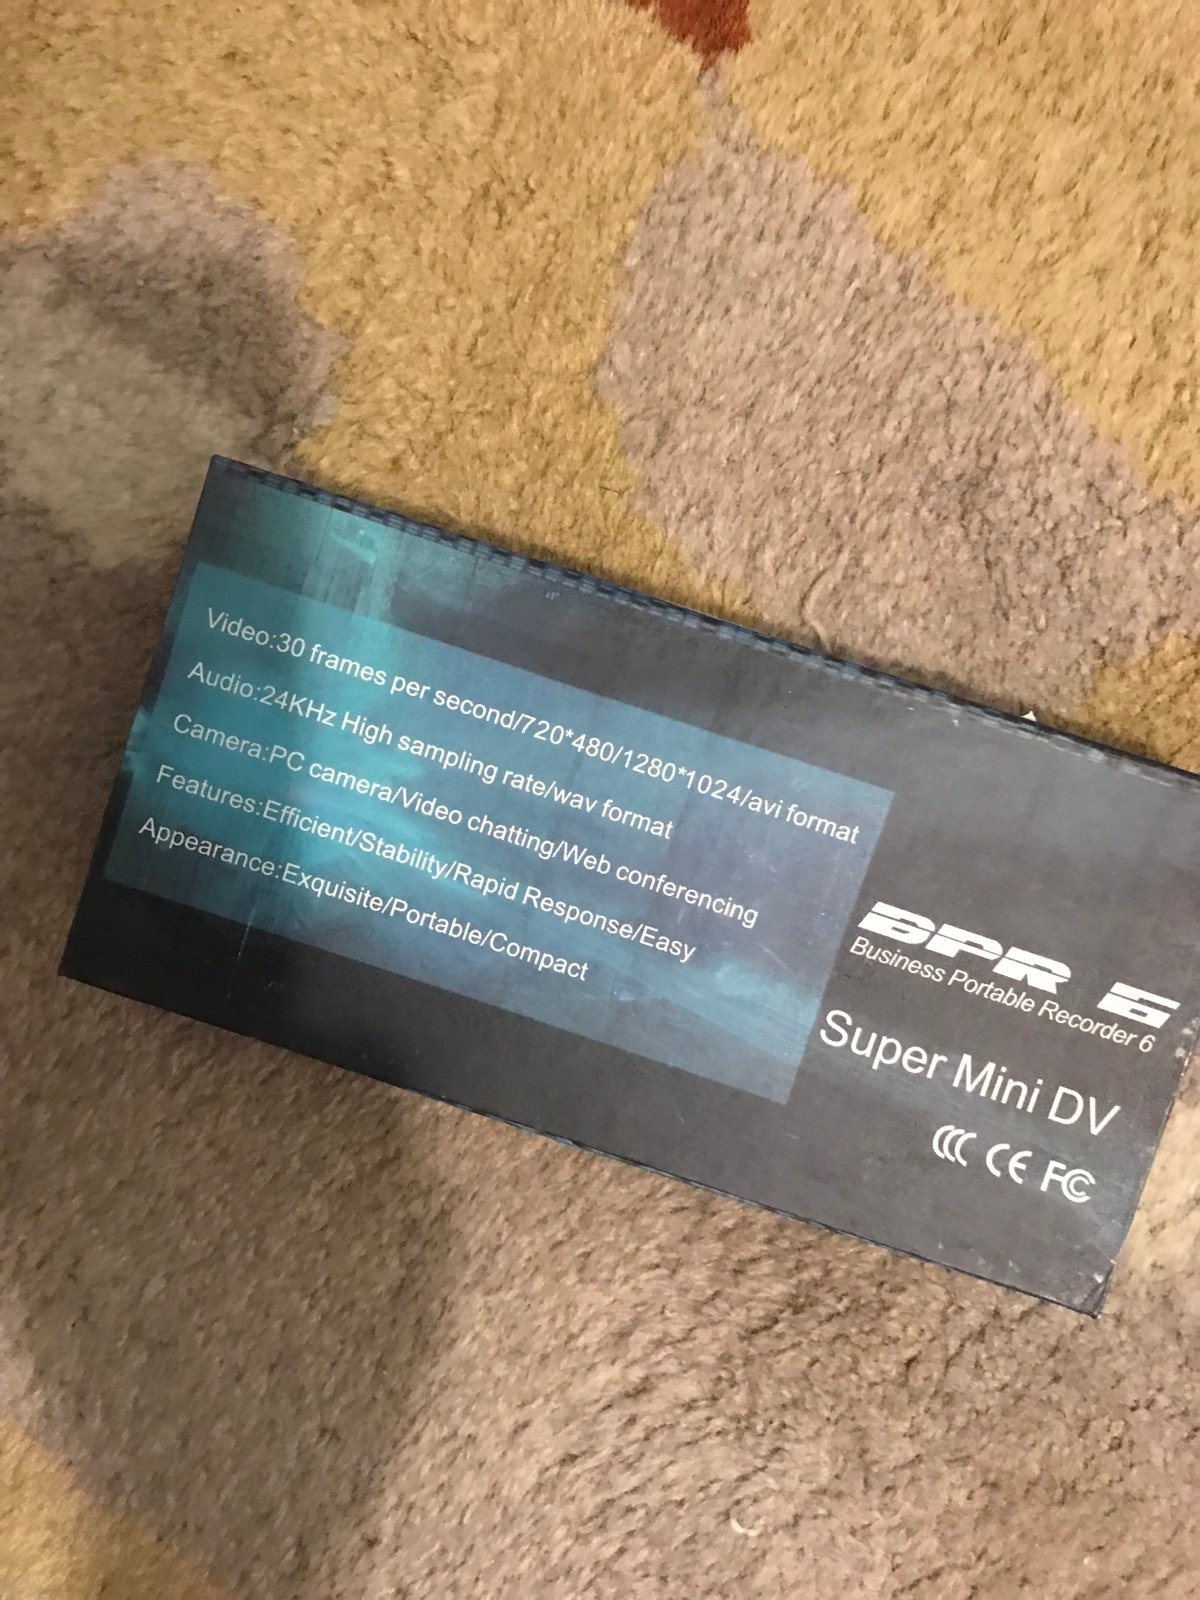 Video:30 frames per second/720*480/1280*1024/avi format
Audio:24KHz High sampling rate/wav format
Camera:PC camera/Video chatting/Web conferencing
Features:Efficient/Stability/Rapid Response/Easy
Appearance:Exquisite/Portable/Compact
BPR 6
Business Portable Recorder 6
Super Mini DV
CCC CE FC